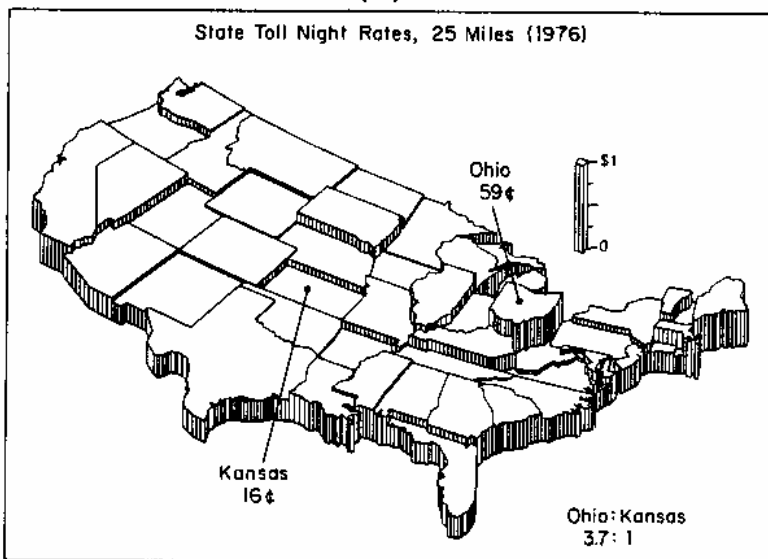 State Toll Night Rates, 25 Miles (1976)
Ohio
59¢
$1
0
Kansas
16¢
Ohio:Kansas
3.7:1